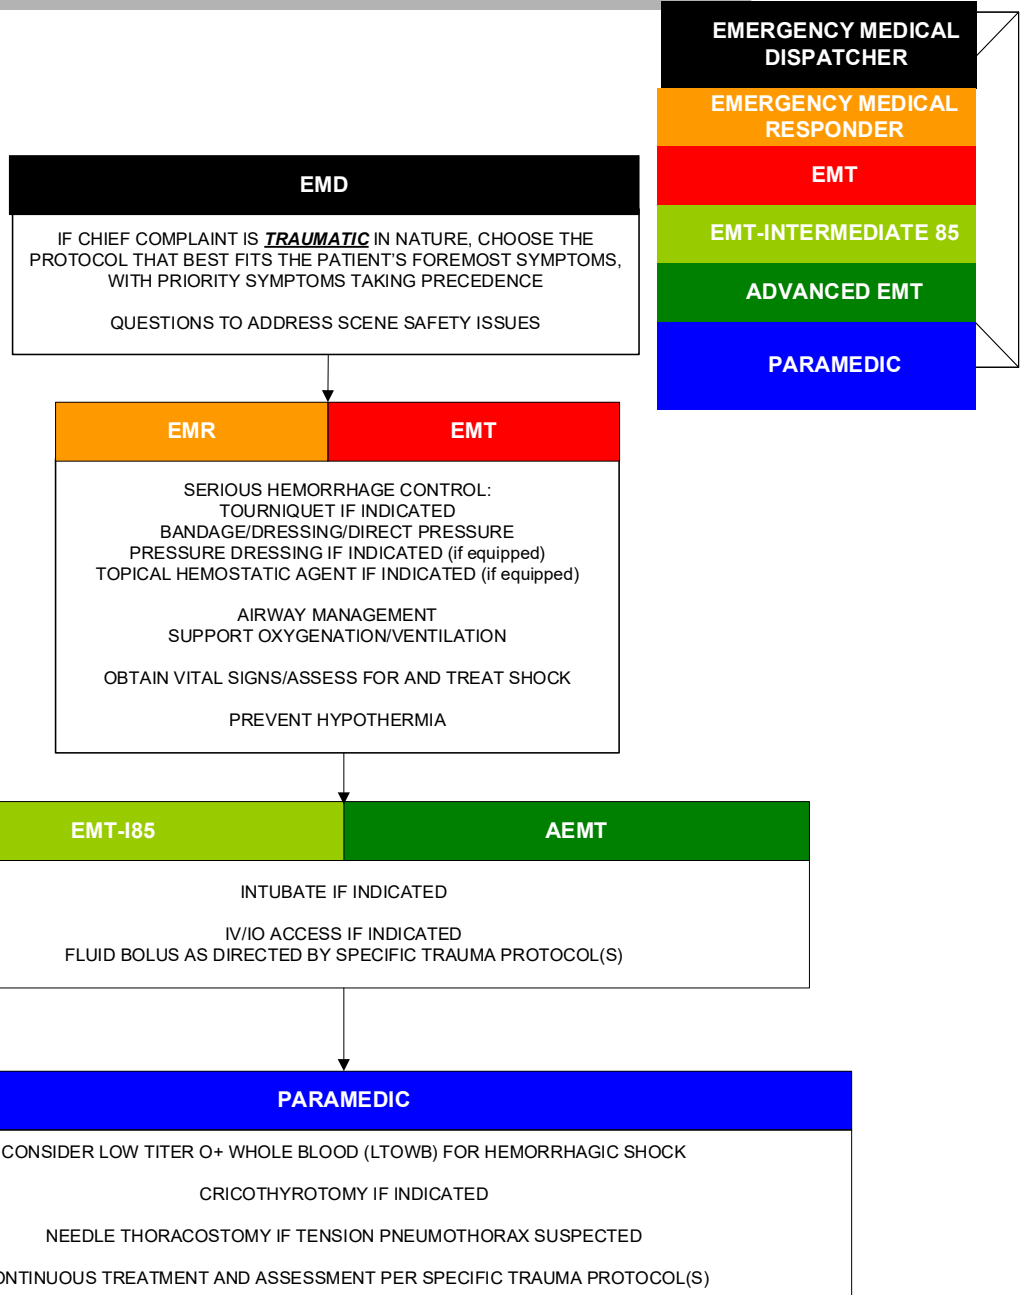 EMERGENCY MEDICAL
DISPATCHER
EMERGENCY MEDICAL
RESPONDER
EMT
EMT-INTERMEDIATE 85
ADVANCED EMT
PARAMEDIC
EMD
IF CHIEF COMPLAINT IS TRAUMATIC IN NATURE, CHOOSE THE
PROTOCOL THAT BEST FITS THE PATIENT'S FOREMOST SYMPTOMS,
WITH PRIORITY SYMPTOMS TAKING PRECEDENCE
QUESTIONS TO ADDRESS SCENE SAFETY ISSUES
EMR
EMT
SERIOUS HEMORRHAGE CONTROL:
TOURNIQUET IF INDICATED
BANDAGE/DRESSING/DIRECT PRESSURE
PRESSURE DRESSING IF INDICATED (if equipped)
TOPICAL HEMOSTATIC AGENT IF INDICATED (if equipped)
AIRWAY MANAGEMENT
SUPPORT OXYGENATION/VENTILATION
OBTAIN VITAL SIGNS/ASSESS FOR AND TREAT SHOCK
PREVENT HYPOTHERMIA
EMT-I85
AEMT
INTUBATE IF INDICATED
IV/IO ACCESS IF INDICATED
FLUID BOLUS AS DIRECTED BY SPECIFIC TRAUMA PROTOCOL(S)
PARAMEDIC
CONSIDER LOW TITER O+ WHOLE BLOOD (LTOWB) FOR HEMORRHAGIC SHOCK
CRICOTHYROTOMY IF INDICATED
NEEDLE THORACOSTOMY IF TENSION PNEUMOTHORAX SUSPECTED
ONTINUOUS TREATMENT AND ASSESSMENT PER SPECIFIC TRAUMA PROTOCOL(S)